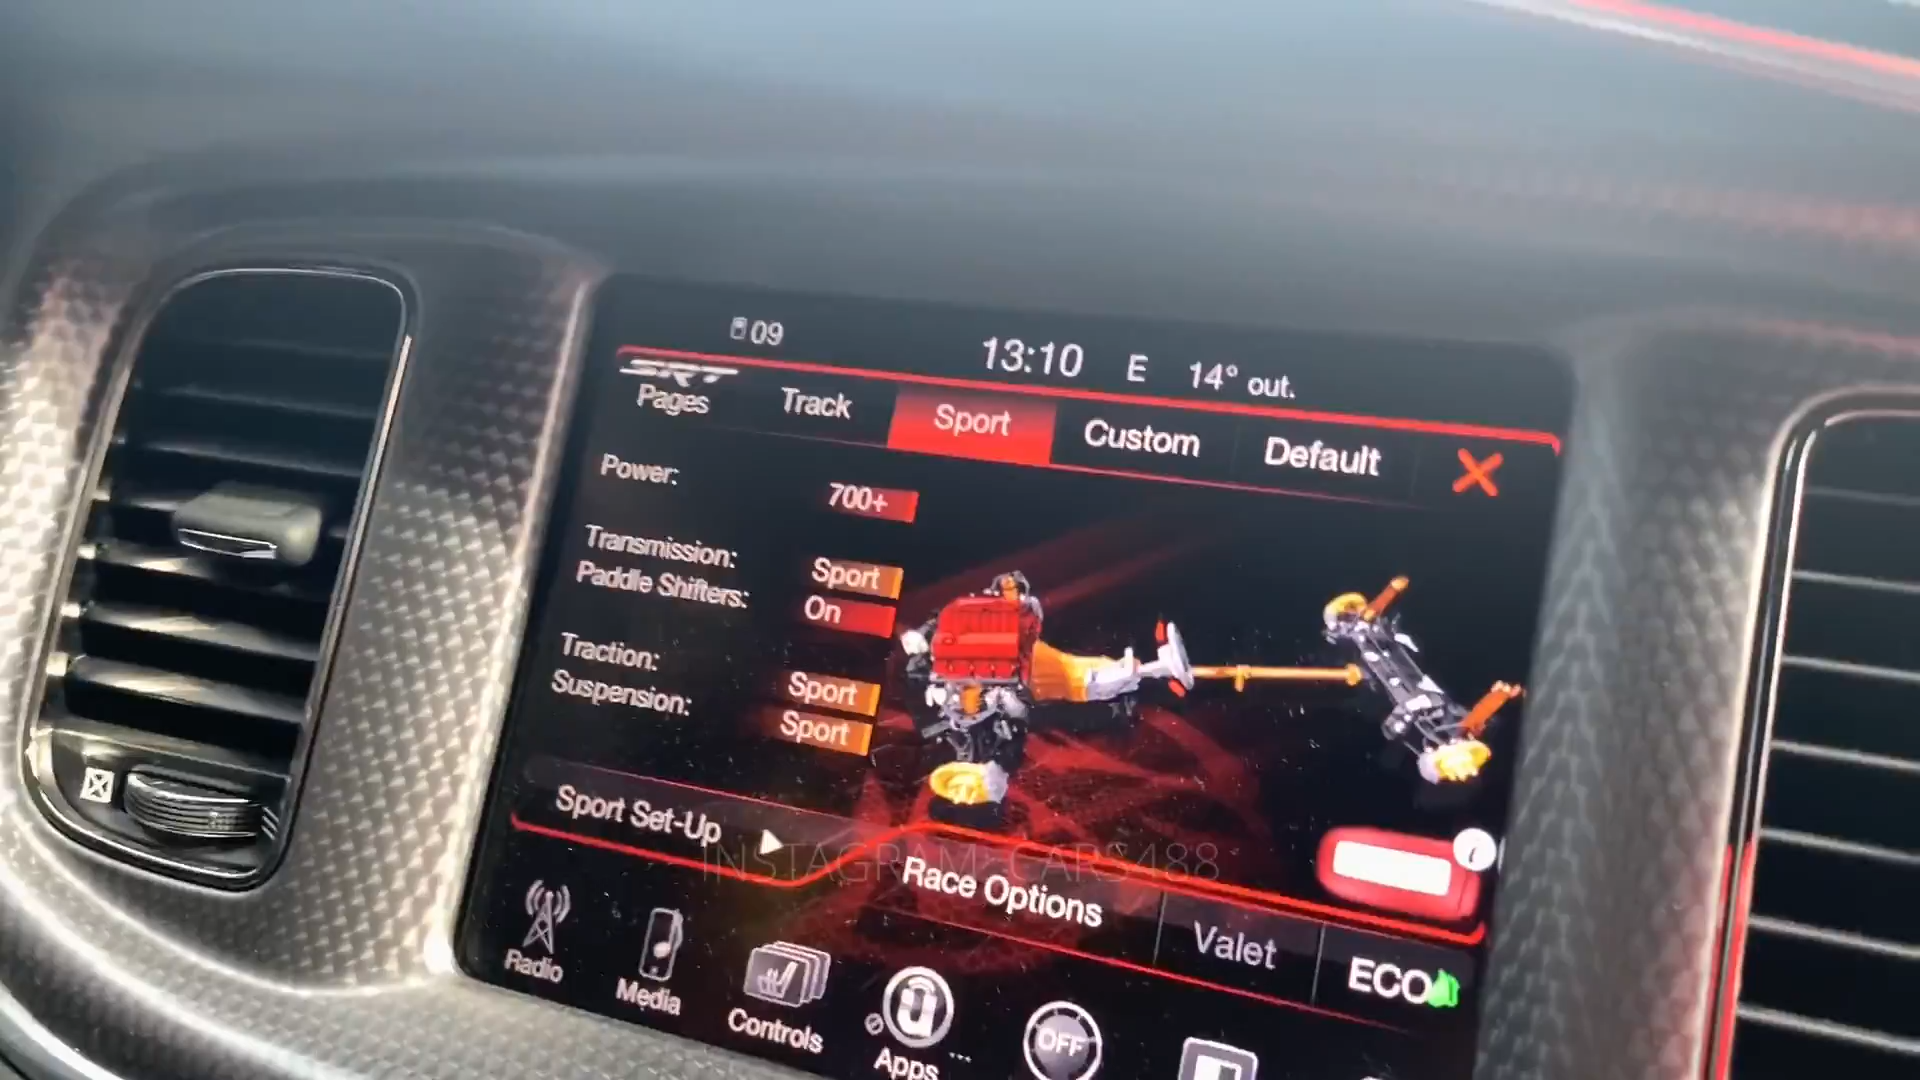 09
13:10 E 14° out.
SRT
Pages Track Sport Custom Default
Power: 700+
Transmission: Sport
Paddle Shifters: On
Traction: Sport
Suspension: Sport
Sport Set-Up
i
INSTAGRAM: CARS488
Race Options Valet ECO
Radio Media Controls Apps OFF